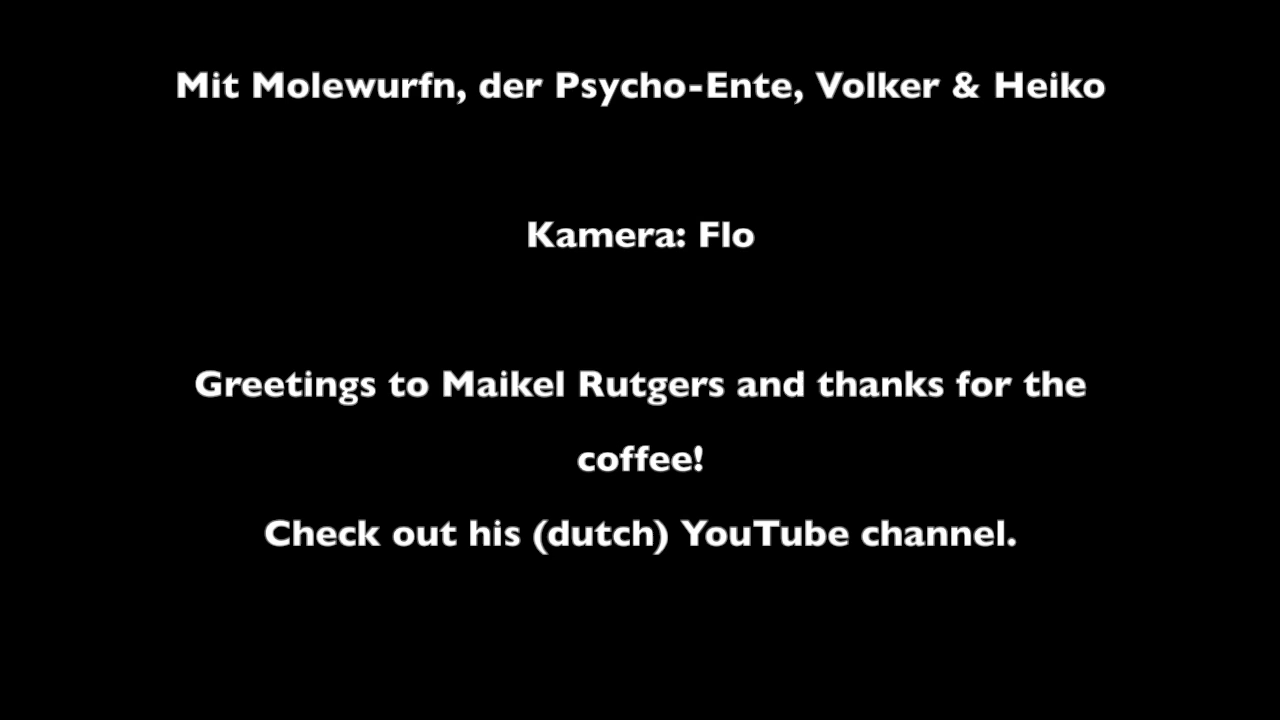 Mit Molewurfn, der Psycho-Ente, Volker & Heiko
Kamera: Flo
Greetings to Maikel Rutgers and thanks for the
coffee!
Check out his (dutch) YouTube channel.